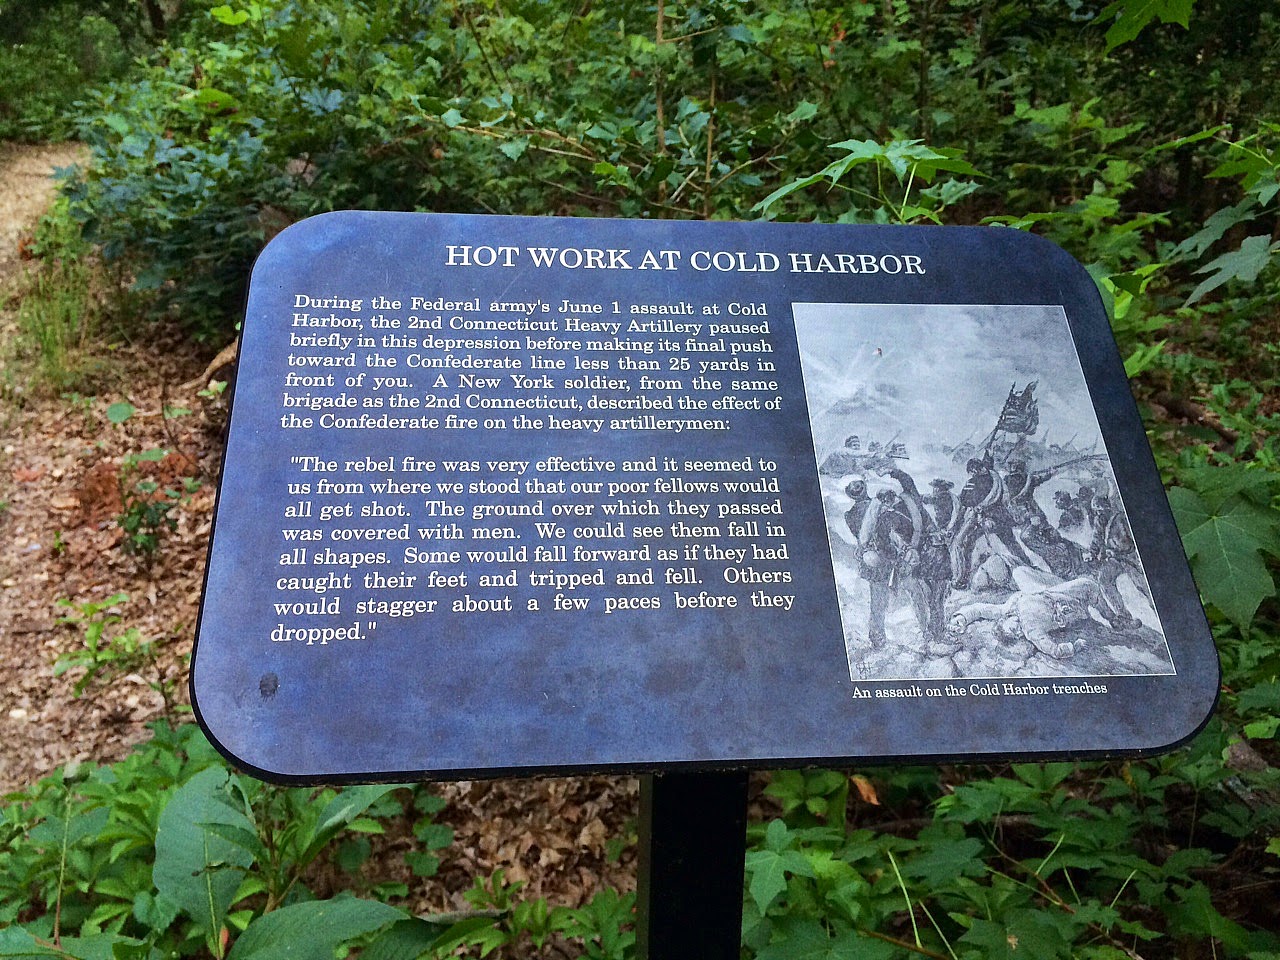 HOT WORK AT COLD HARBOR
During the Federal army's June 1 assault at Cold
Harbor, the 2nd Connecticut Heavy Artillery paused
briefly in this depression before making its final push
toward the Confederate line less than 25 yards in
front of you. A New York soldier, from the same
brigade as the 2nd Connecticut, described the effect of
the Confederate fire on the heavy artillerymen:
"The rebel fire was very effective and it seemed to
us from where we stood that our poor fellows would
all get shot. The ground over which they passed
was covered with men. We could see them fall in
all shapes. Some would fall forward as if they had
caught their feet and tripped and fell. Others
would stagger about a few paces before they
dropped."
An assault on the Cold Harbor trenches